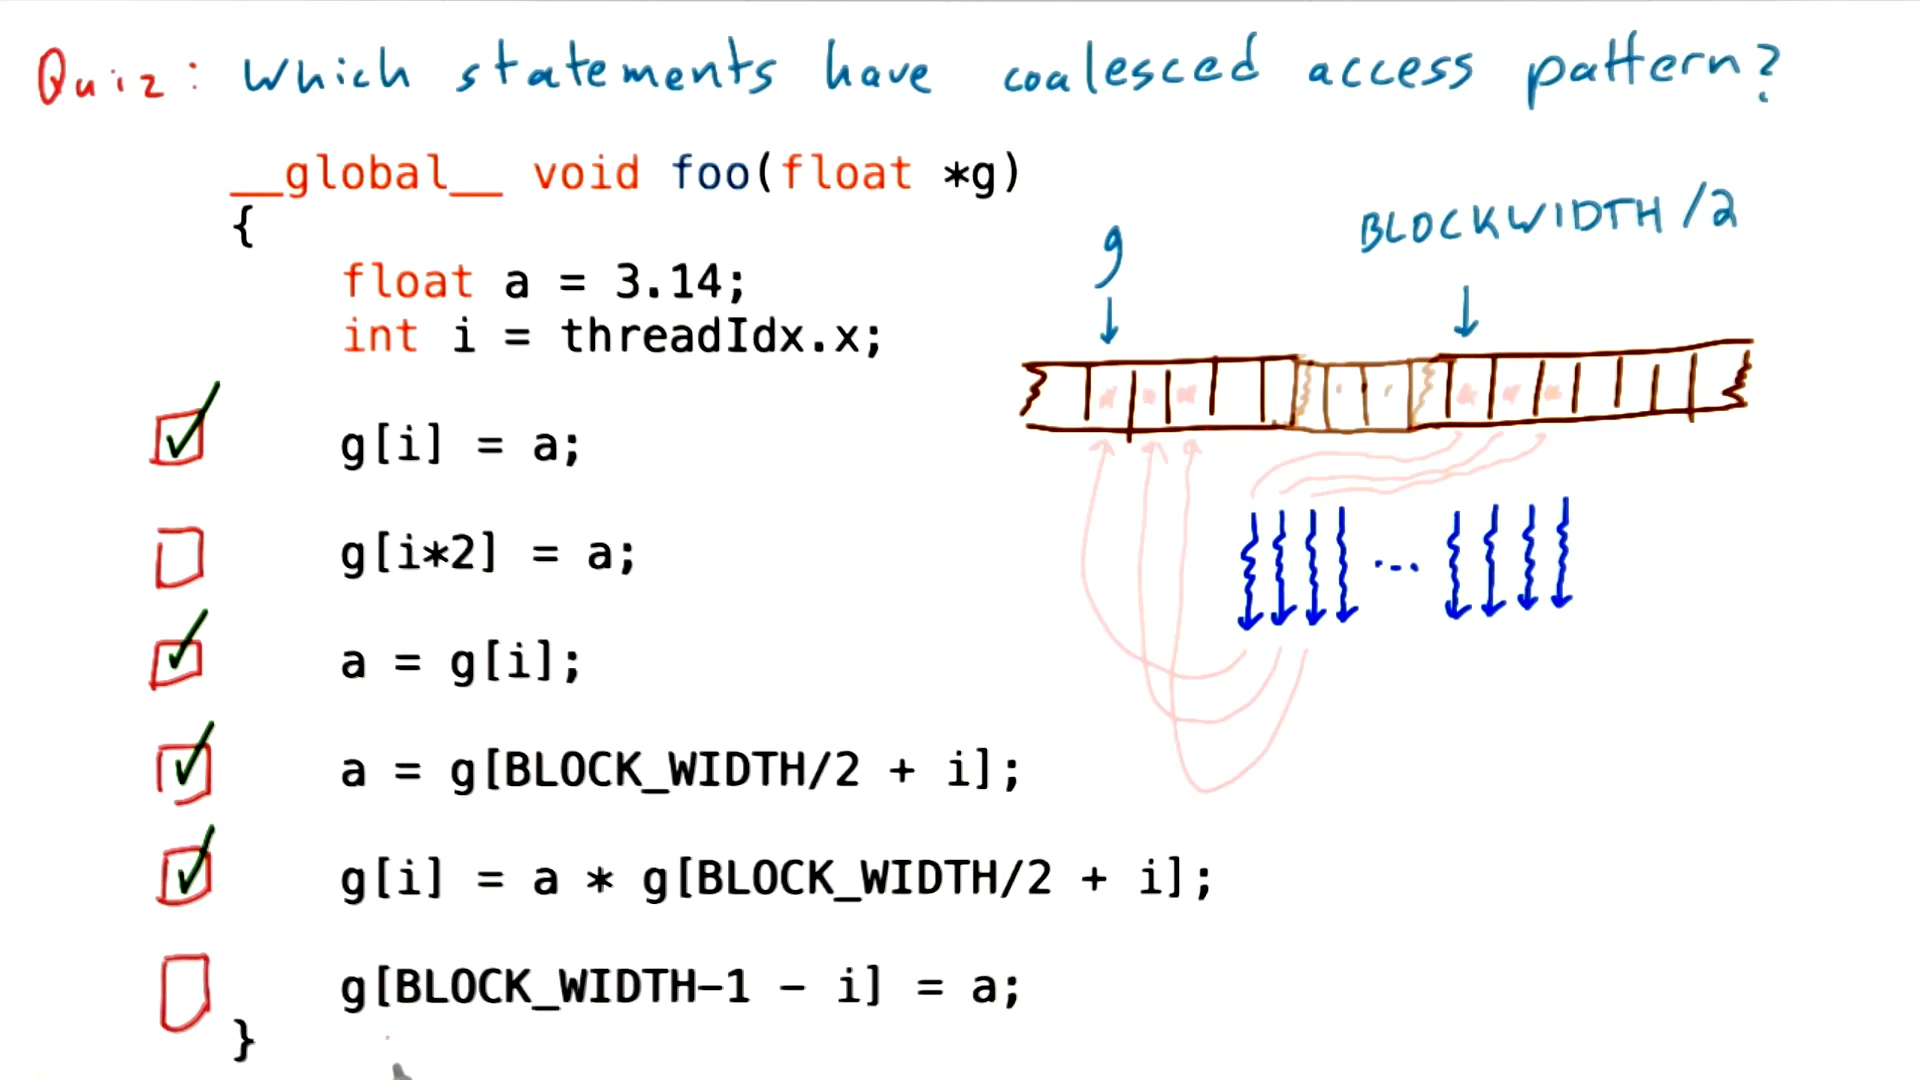 Quiz: Which statements have coalesced access pattern?
__global__ void foo(float *g)
{
float a = 3.14;
int i = threadIdx.x;
g[i] = a;
g[i*2] = a;
a = g[i];
a = g[BLOCK_WIDTH/2 + i];
g[i] = a * g[BLOCK_WIDTH/2 + i];
g[BLOCK_WIDTH-1 - i] = a;
}
g
BLOCKWIDTH/2
...